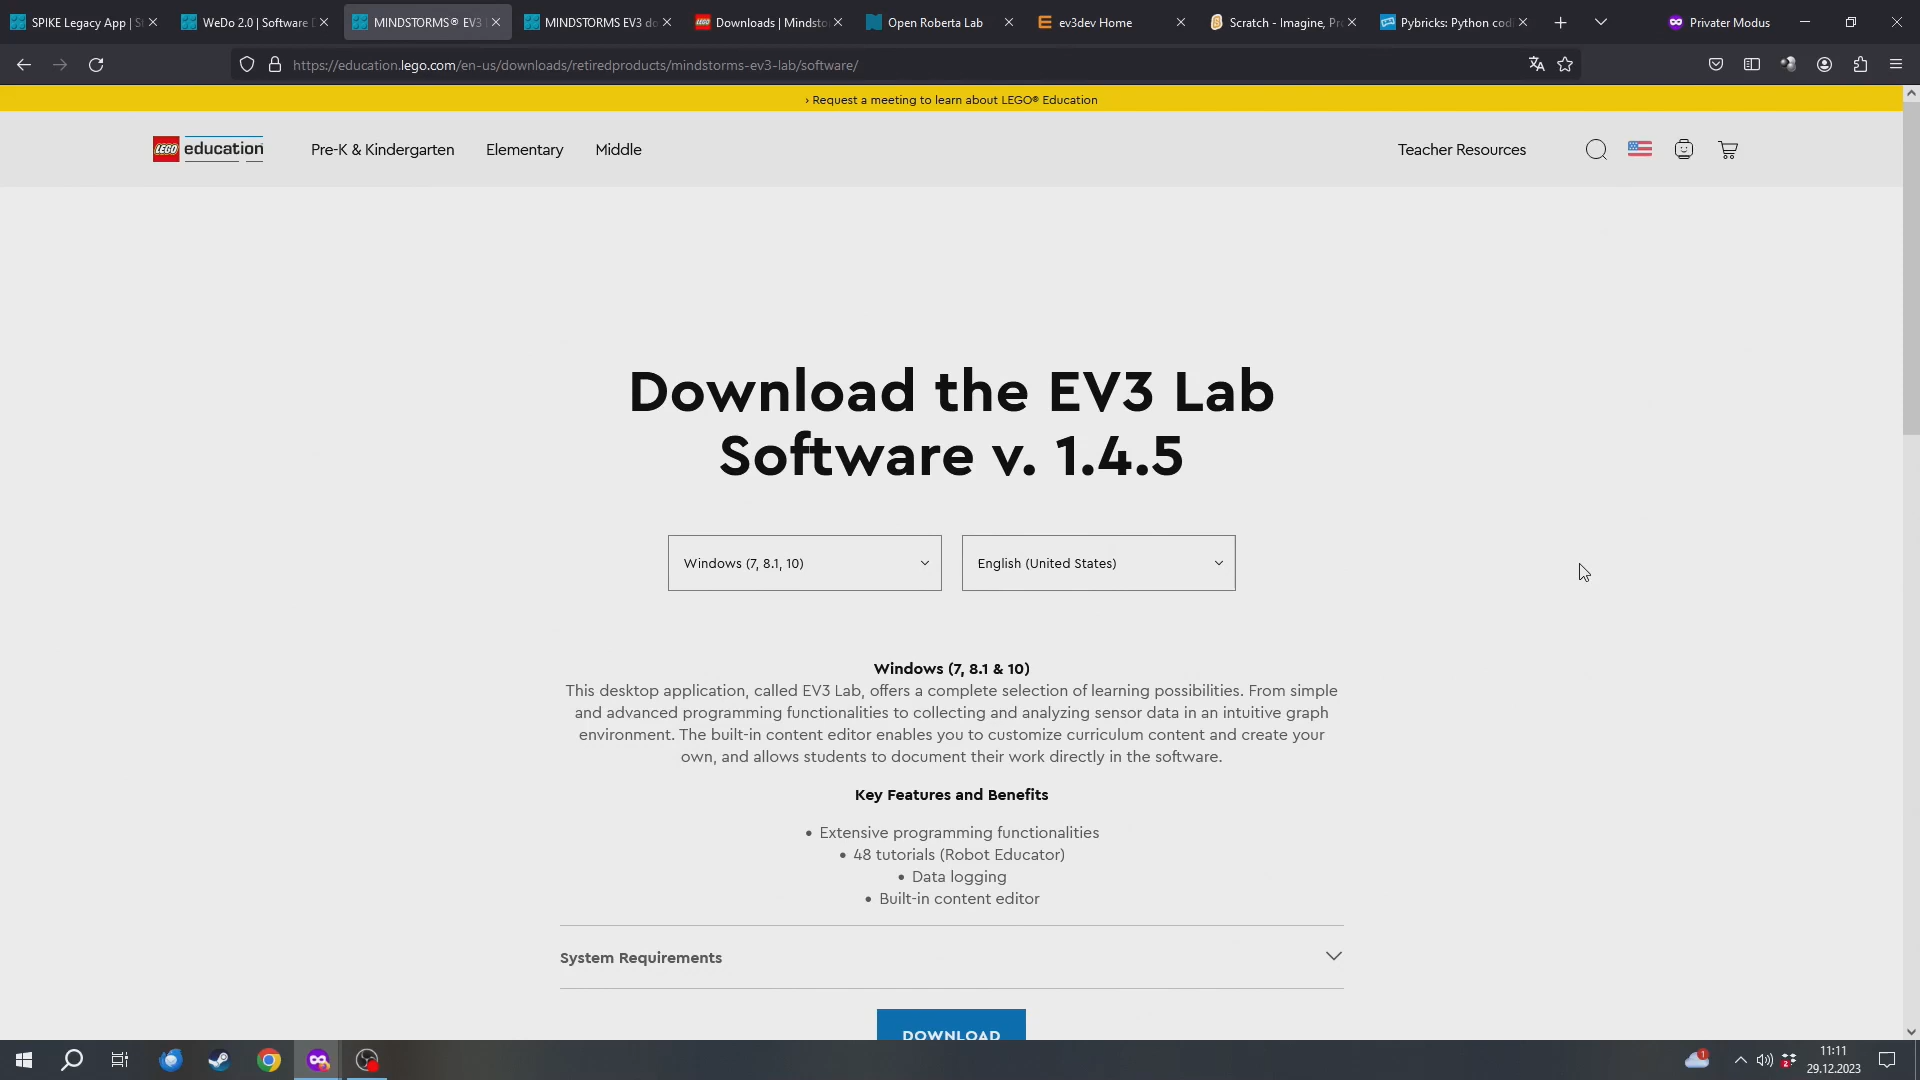 SPIKE Legacy App | S
WeDo 2.0 | Software D
MINDSTORMS® EV3 L
MINDSTORMS EV3 do
Downloads | Mindsto
Open Roberta Lab
ev3dev Home
Scratch - Imagine, Pr
Pybricks: Python codi
Privater Modus
https://education.lego.com/en-us/downloads/retiredproducts/mindstorms-ev3-lab/software/
› Request a meeting to learn about LEGO® Education
LEGO education
Pre-K & Kindergarten
Elementary
Middle
Teacher Resources
Download the EV3 Lab
Software v. 1.4.5
Windows (7, 8.1, 10)
English (United States)
Windows (7, 8.1 & 10)
This desktop application, called EV3 Lab, offers a complete selection of learning possibilities. From simple
and advanced programming functionalities to collecting and analyzing sensor data in an intuitive graph
environment. The built-in content editor enables you to customize curriculum content and create your
own, and allows students to document their work directly in the software.
Key Features and Benefits
• Extensive programming functionalities
• 48 tutorials (Robot Educator)
• Data logging
• Built-in content editor
System Requirements
DOWNLOAD
1
2
11:11
29.12.2023